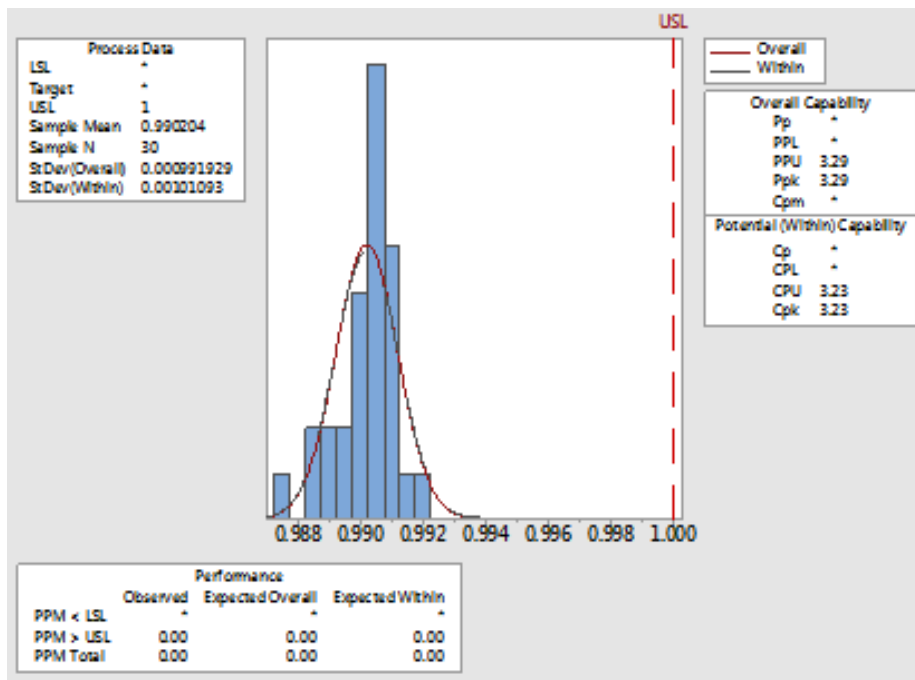 USL
Process Data
LSL *
Target *
USL 1
Sample Mean 0.990204
Sample N 30
StDev(Overall) 0.000991929
StDev(Within) 0.00101093
Overall
Within
Overall Capability
Pp *
PPL *
PPU 3.29
Ppk 3.29
Cpm *
Potential (Within) Capability
Cp *
CPL *
CPU 3.23
Cpk 3.23
0.988 0.990 0.992 0.994 0.996 0.998 1.000
Performance
Observed Expected Overall Expected Within
PPM < LSL * * *
PPM > USL 0.00 0.00 0.00
PPM Total 0.00 0.00 0.00